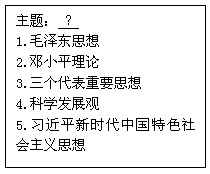 主题：  ?
1.毛泽东思想
2.邓小平理论
3.三个代表重要思想
4.科学发展观
5.习近平新时代中国特色社
会主义思想